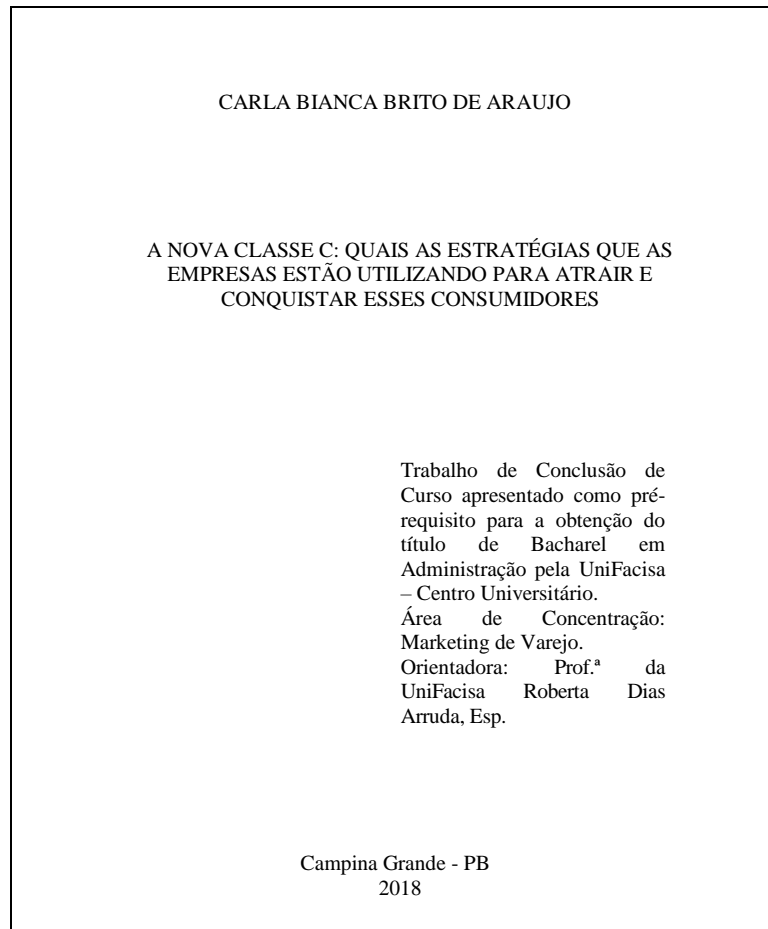 CARLA BIANCA BRITO DE ARAUJO
A NOVA CLASSE C: QUAIS AS ESTRATÉGIAS QUE AS
EMPRESAS ESTÃO UTILIZANDO PARA ATRAIR E
CONQUISTAR ESSES CONSUMIDORES
Trabalho de Conclusão de
Curso apresentado como pré-
requisito para a obtenção do
título de Bacharel em
Administração pela UniFacisa
– Centro Universitário.
Área de Concentração:
Marketing de Varejo.
Orientadora: Prof.ª da
UniFacisa Roberta Dias
Arruda, Esp.
Campina Grande - PB
2018